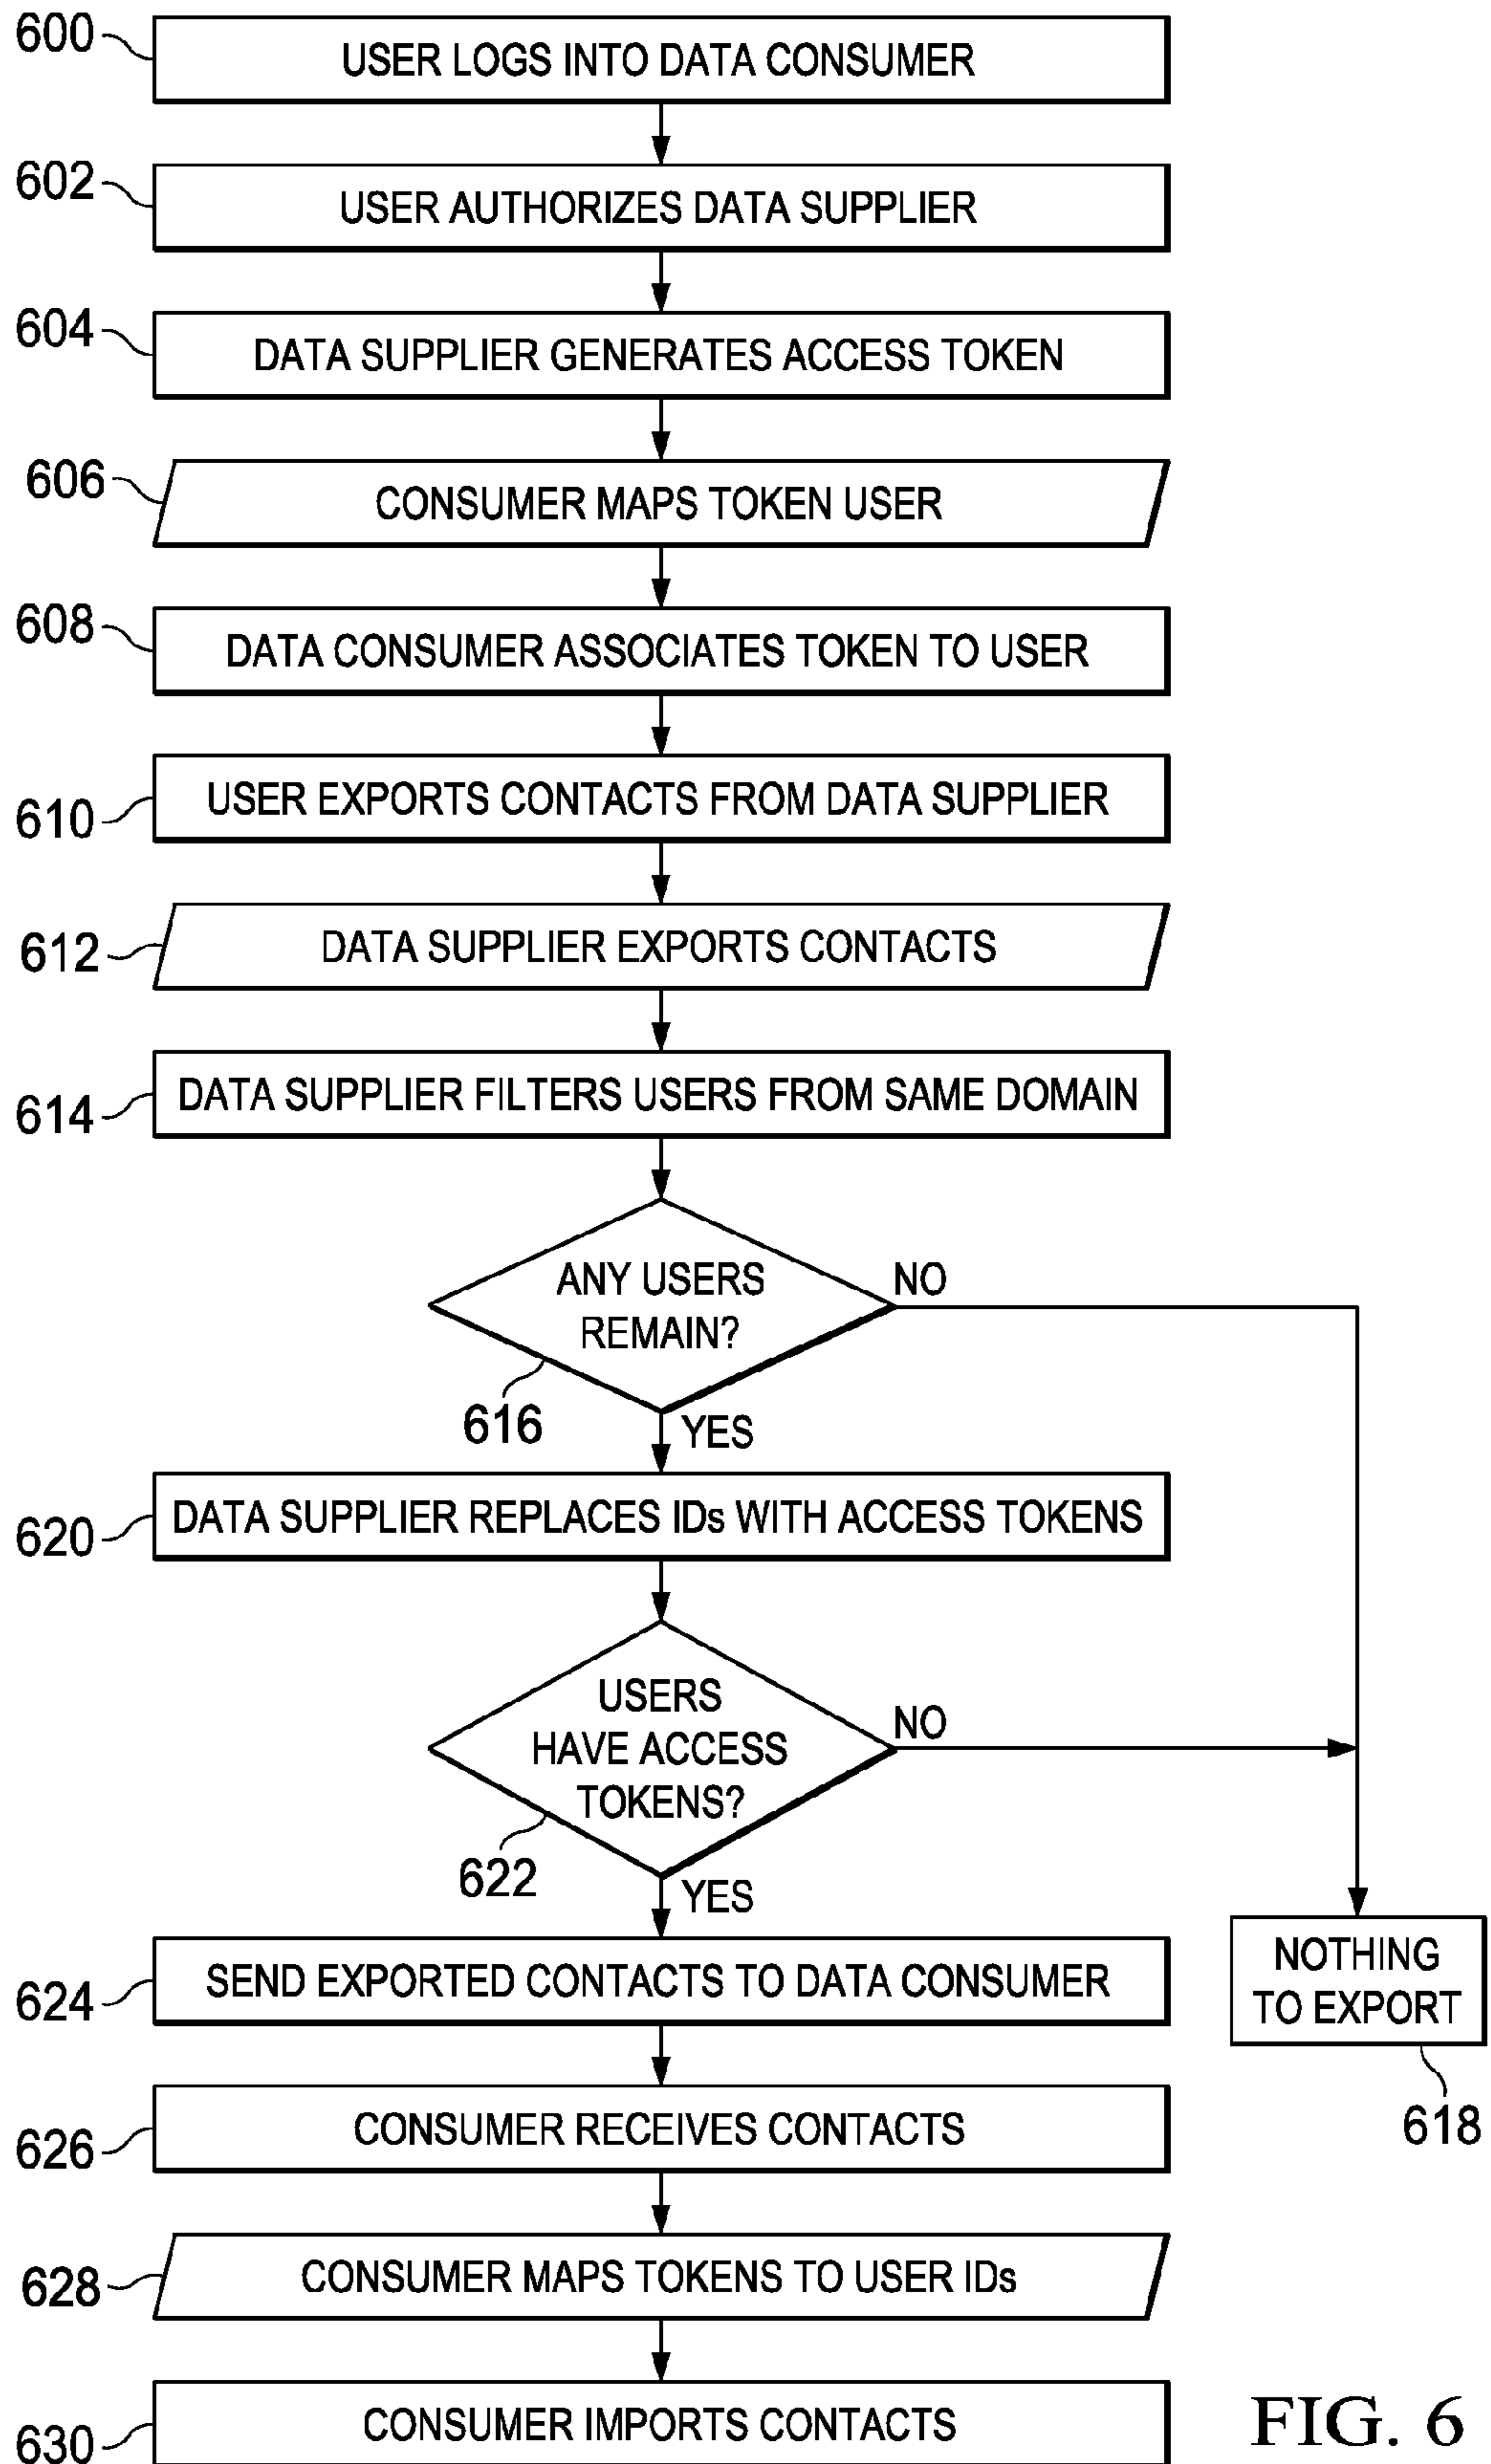 600
USER LOGS INTO DATA CONSUMER
602
USER AUTHORIZES DATA SUPPLIER
604
DATA SUPPLIER GENERATES ACCESS TOKEN
606
CONSUMER MAPS TOKEN USER
608
DATA CONSUMER ASSOCIATES TOKEN TO USER
610
USER EXPORTS CONTACTS FROM DATA SUPPLIER
612
DATA SUPPLIER EXPORTS CONTACTS
614
DATA SUPPLIER FILTERS USERS FROM SAME DOMAIN
ANY USERS
REMAIN?
NO
616
YES
620
DATA SUPPLIER REPLACES IDs WITH ACCESS TOKENS
USERS
HAVE ACCESS
TOKENS?
NO
622
YES
624
SEND EXPORTED CONTACTS TO DATA CONSUMER
NOTHING
TO EXPORT
618
626
CONSUMER RECEIVES CONTACTS
628
CONSUMER MAPS TOKENS TO USER IDs
630
CONSUMER IMPORTS CONTACTS
FIG. 6